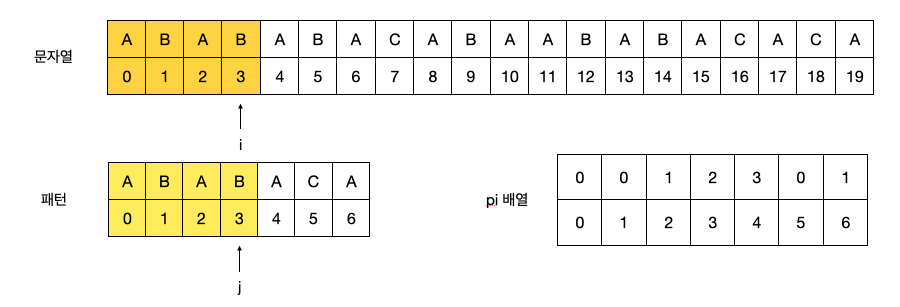 문자열 A B A B A B A C A B A A B A B A C A C A
0 1 2 3 4 5 6 7 8 9 10 11 12 13 14 15 16 17 18 19
i
패턴 A B A B A C A
0 1 2 3 4 5 6
j
pi 배열 0 0 1 2 3 0 1
0 1 2 3 4 5 6